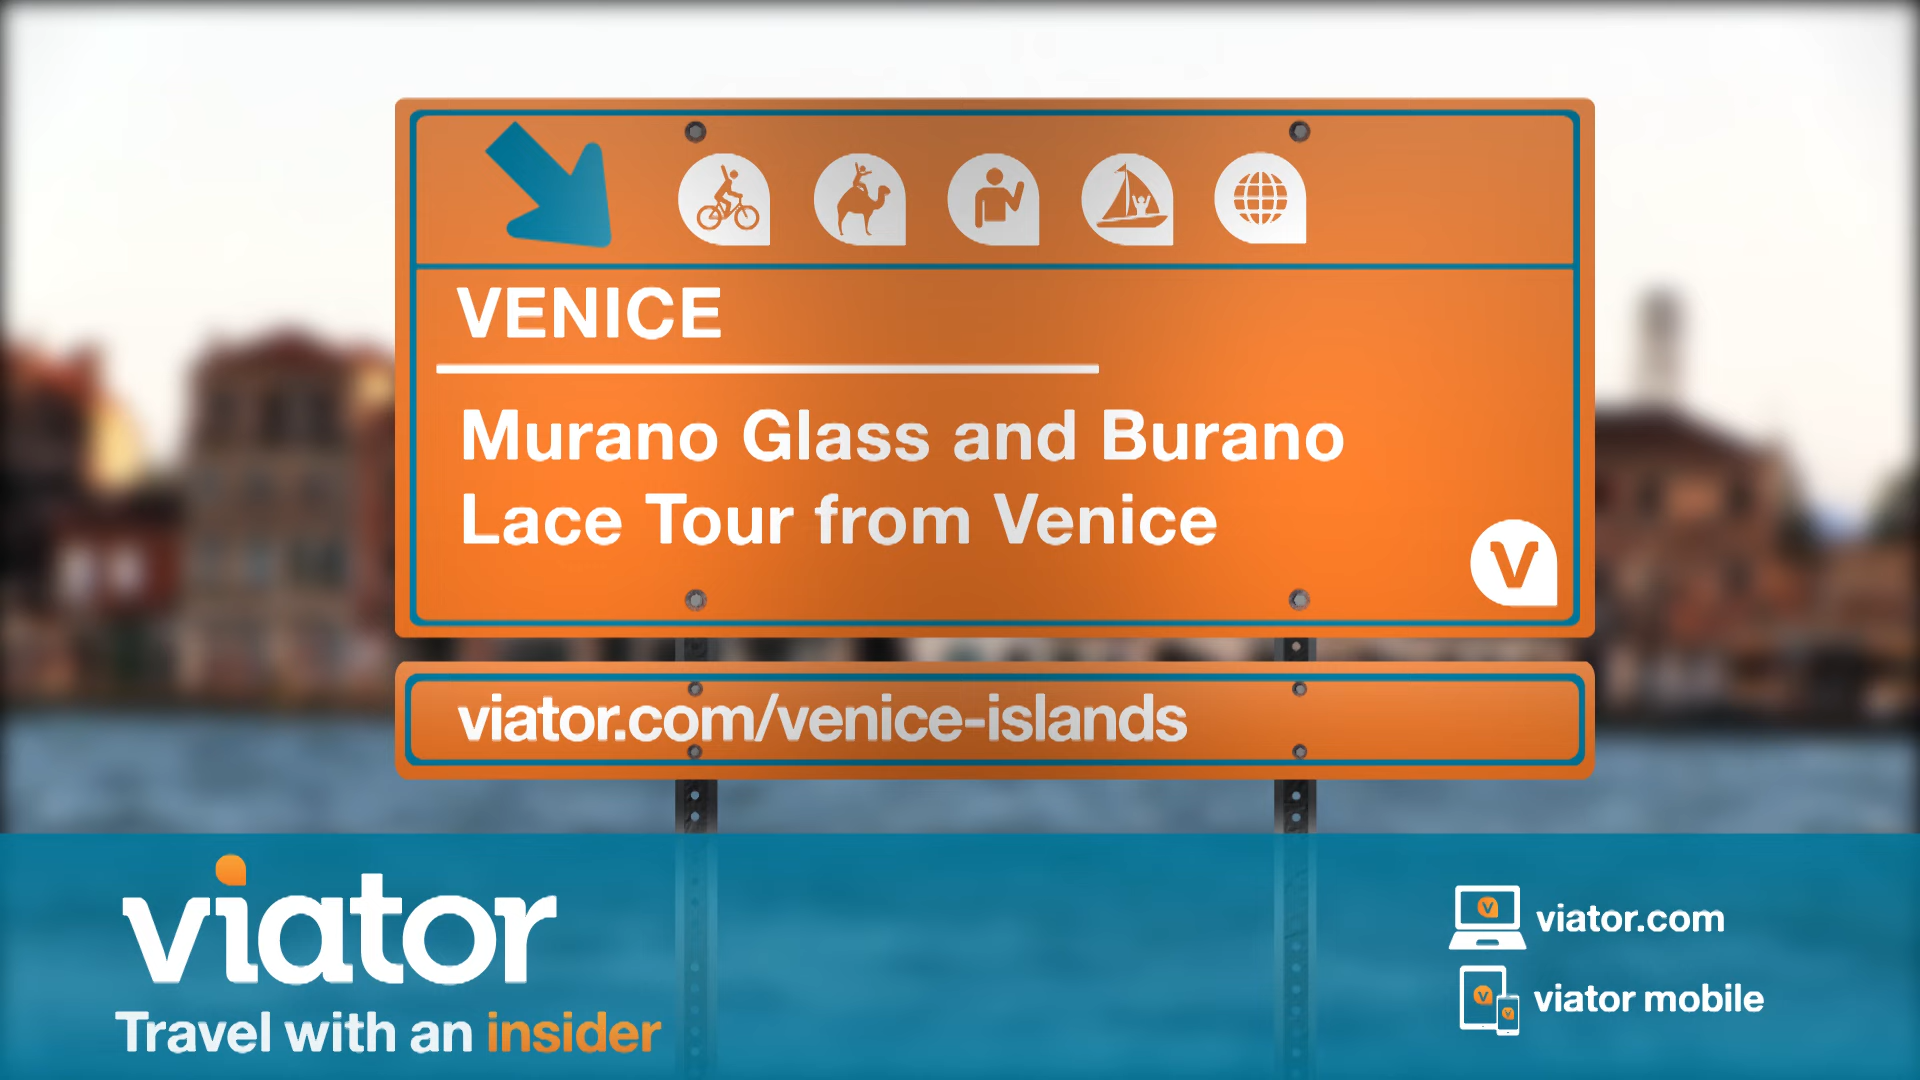 VENICE
Murano Glass and Burano
Lace Tour from Venice
V
viator.com/venice-islands
viator
Travel with an insider
V viator.com
V V viator mobile